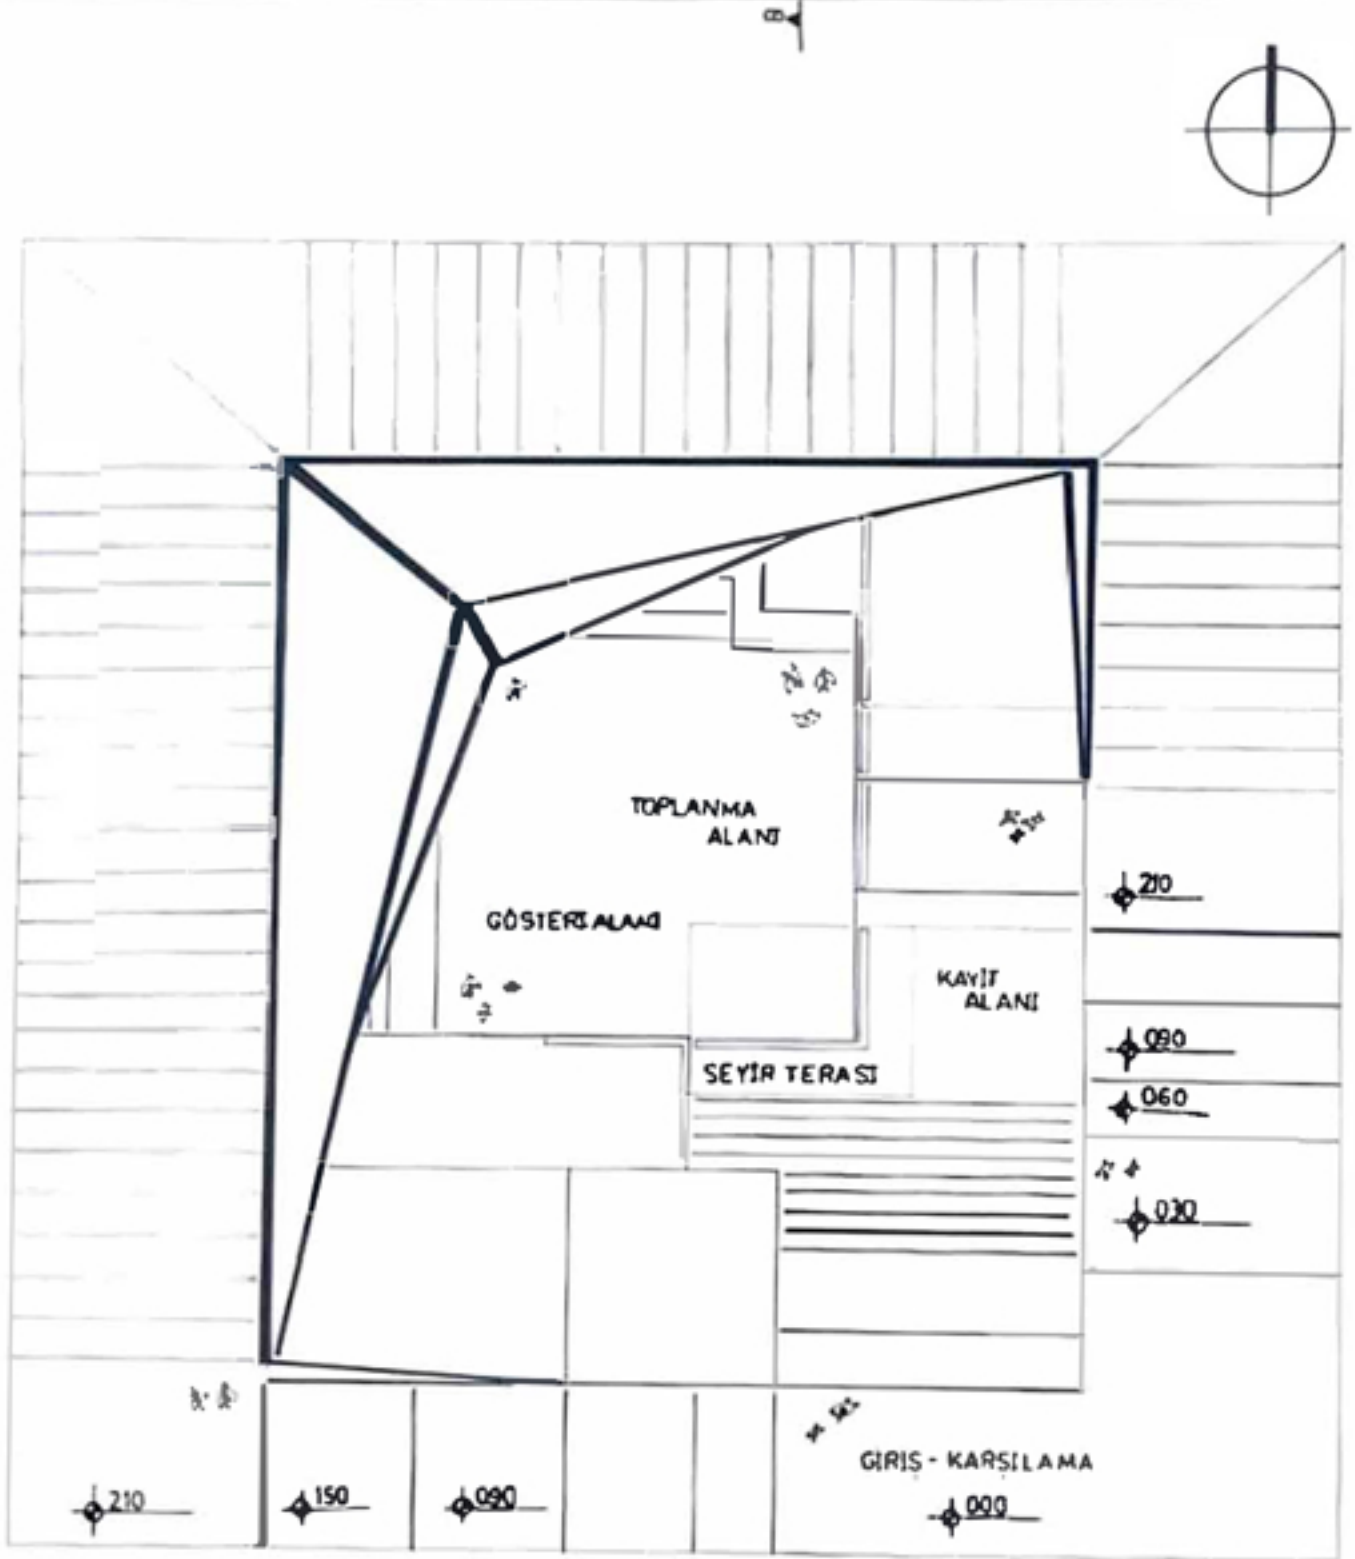 B
TOPLANMA
ALANI
GÖSTERİ ALANI
210
KAYIT
ALANI
090
SEYİR TERASI
060
030
GİRİŞ - KARŞILAMA
210
150
090
000